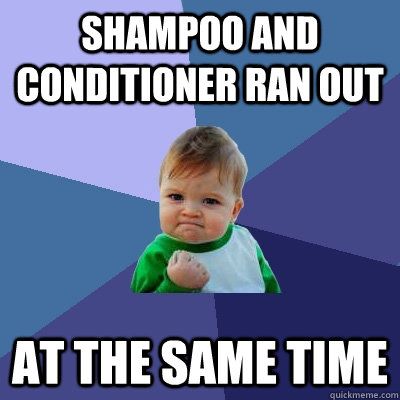 SHAMPOO AND
CONDITIONER RAN OUT
AT THE SAME TIME
quickmeme.com